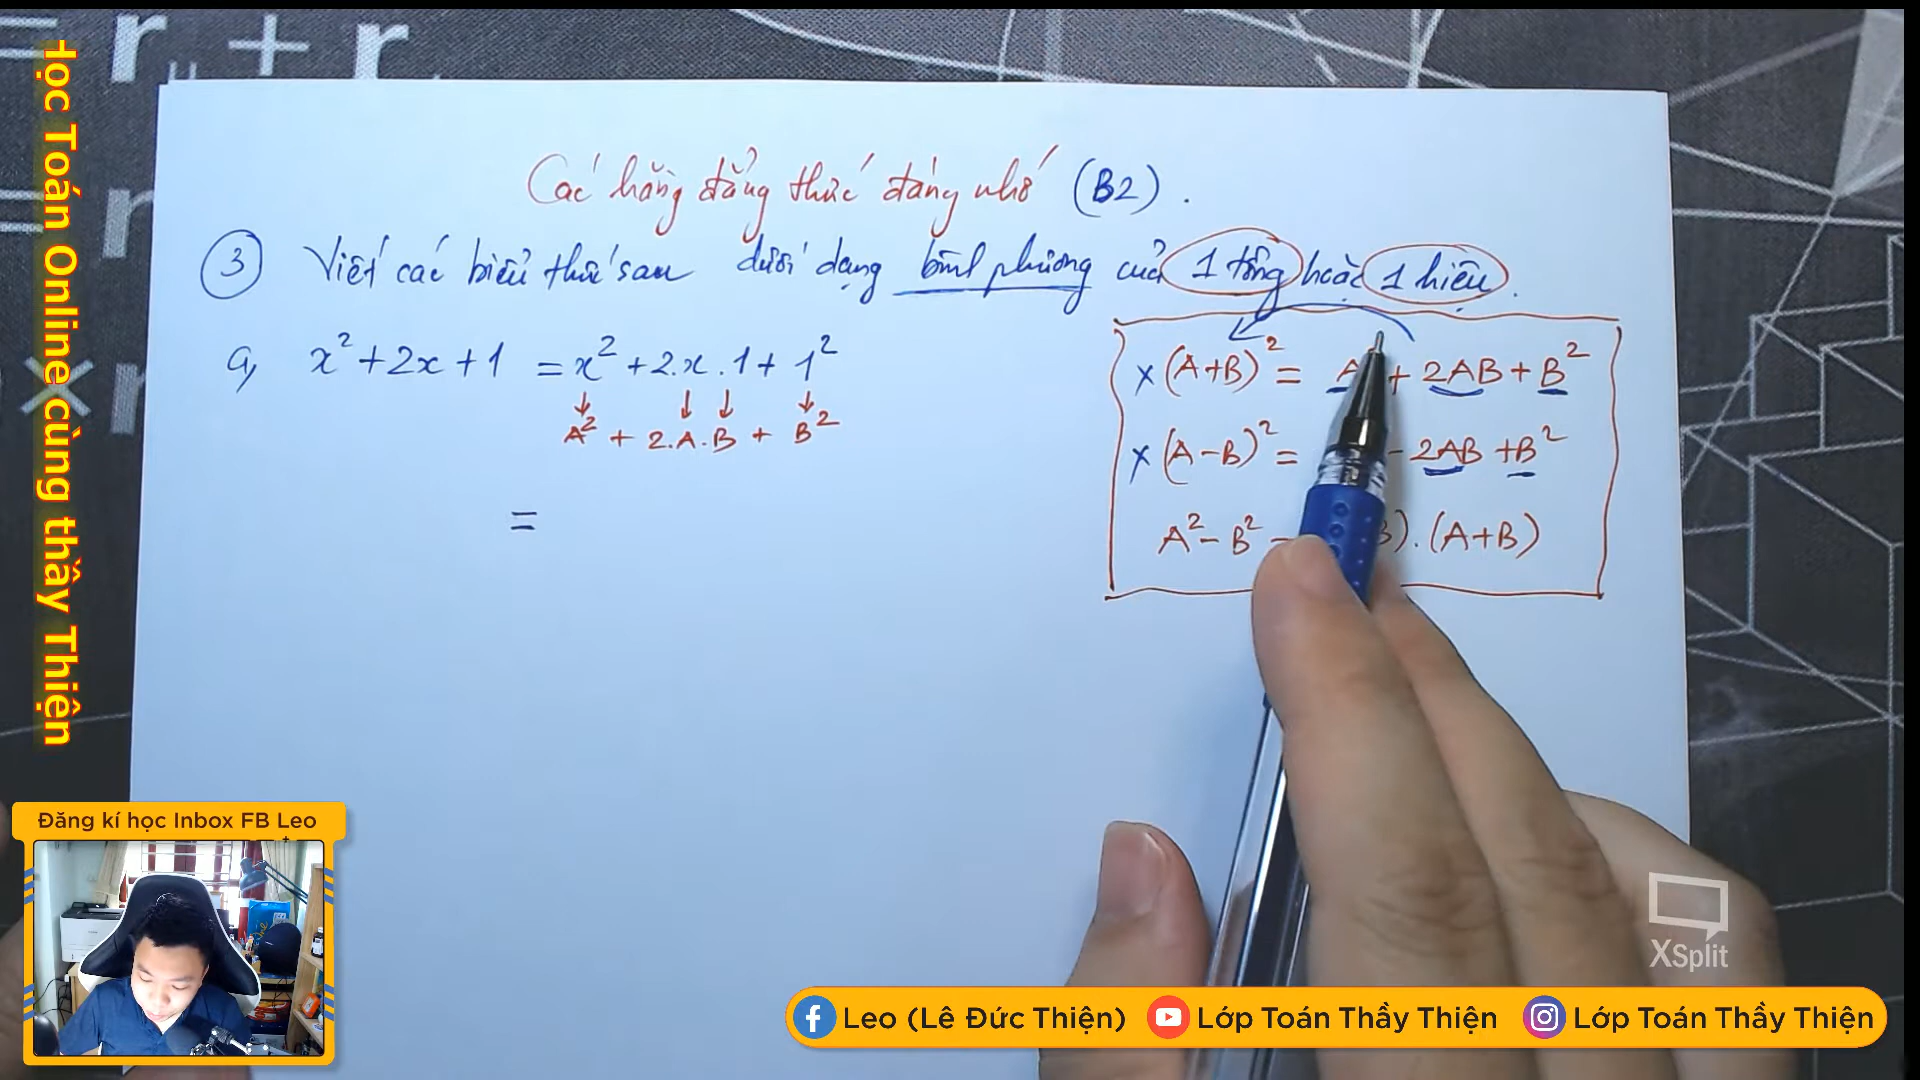 Học Toán Online cùng thầy Thiện
Các hằng đẳng thức đáng nhớ (B2).
③ Viết các biểu thức sau dưới dạng bình phương của 1 tổng hoặc 1 hiệu.
a, x² + 2x + 1 = x² + 2.x.1 + 1²
A² + 2.A.B + B²
=
x (A+B)² = A + 2AB + B²
x (A-B)² = - 2AB + B²
A² - B² = B).(A+B)
Đăng kí học Inbox FB Leo
XSplit
Leo (Lê Đức Thiện) Lớp Toán Thầy Thiện Lớp Toán Thầy Thiện